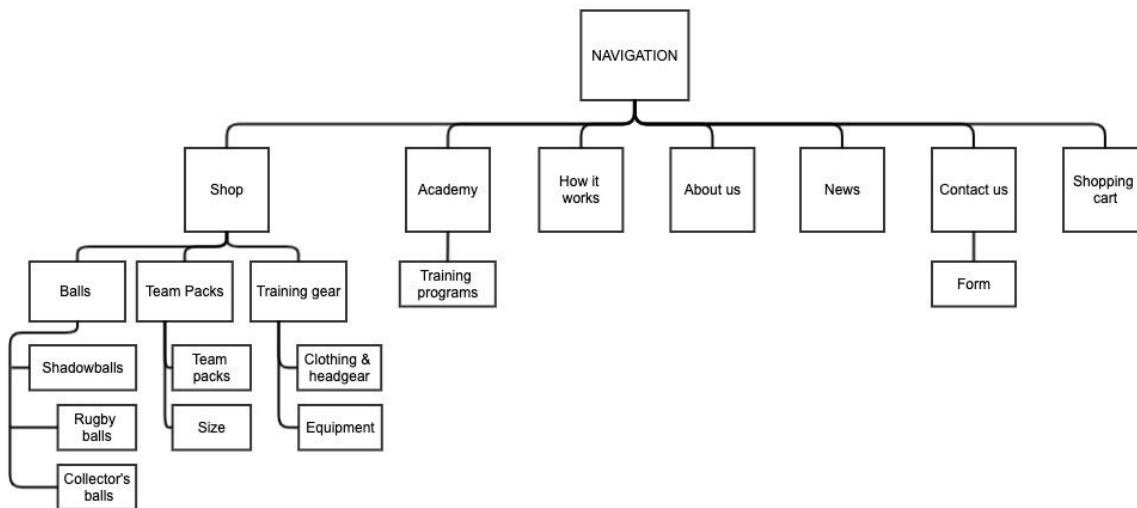 NAVIGATION
Shop
Academy
How it
works
About us
News
Contact us
Shopping
cart
Balls
Team Packs
Training gear
Training
programs
Form
Shadowballs
Team
packs
Clothing &
headgear
Rugby
balls
Size
Equipment
Collector's
balls